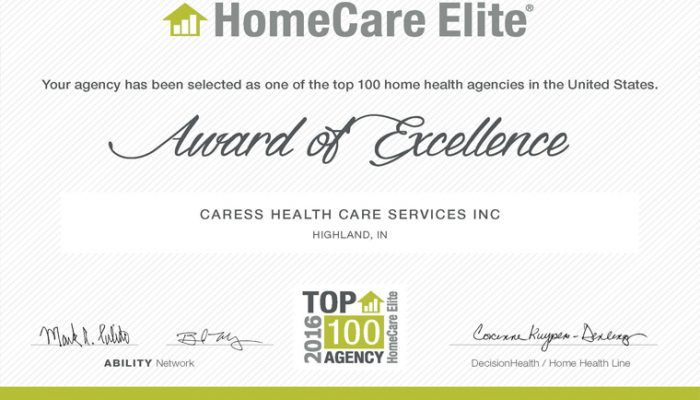 HomeCare Elite®
Your agency has been selected as one of the top 100 home health agencies in the United States.
Award of Excellence
CARESS HEALTH CARE SERVICES INC
HIGHLAND, IN
2016
TOP
100
AGENCY
HomeCare Elite
ABILITY Network
DecisionHealth / Home Health Line